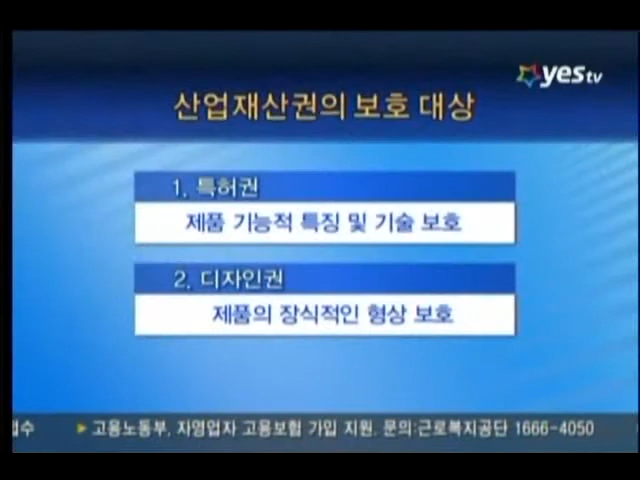 yestv
산업재산권의 보호 대상
1. 특허권
제품 기능적 특징 및 기술 보호
2. 디자인권
제품의 장식적인 형상 보호
접수 ▶ 고용노동부, 자영업자 고용보험 가입 지원. 문의:근로복지공단 1666-4050